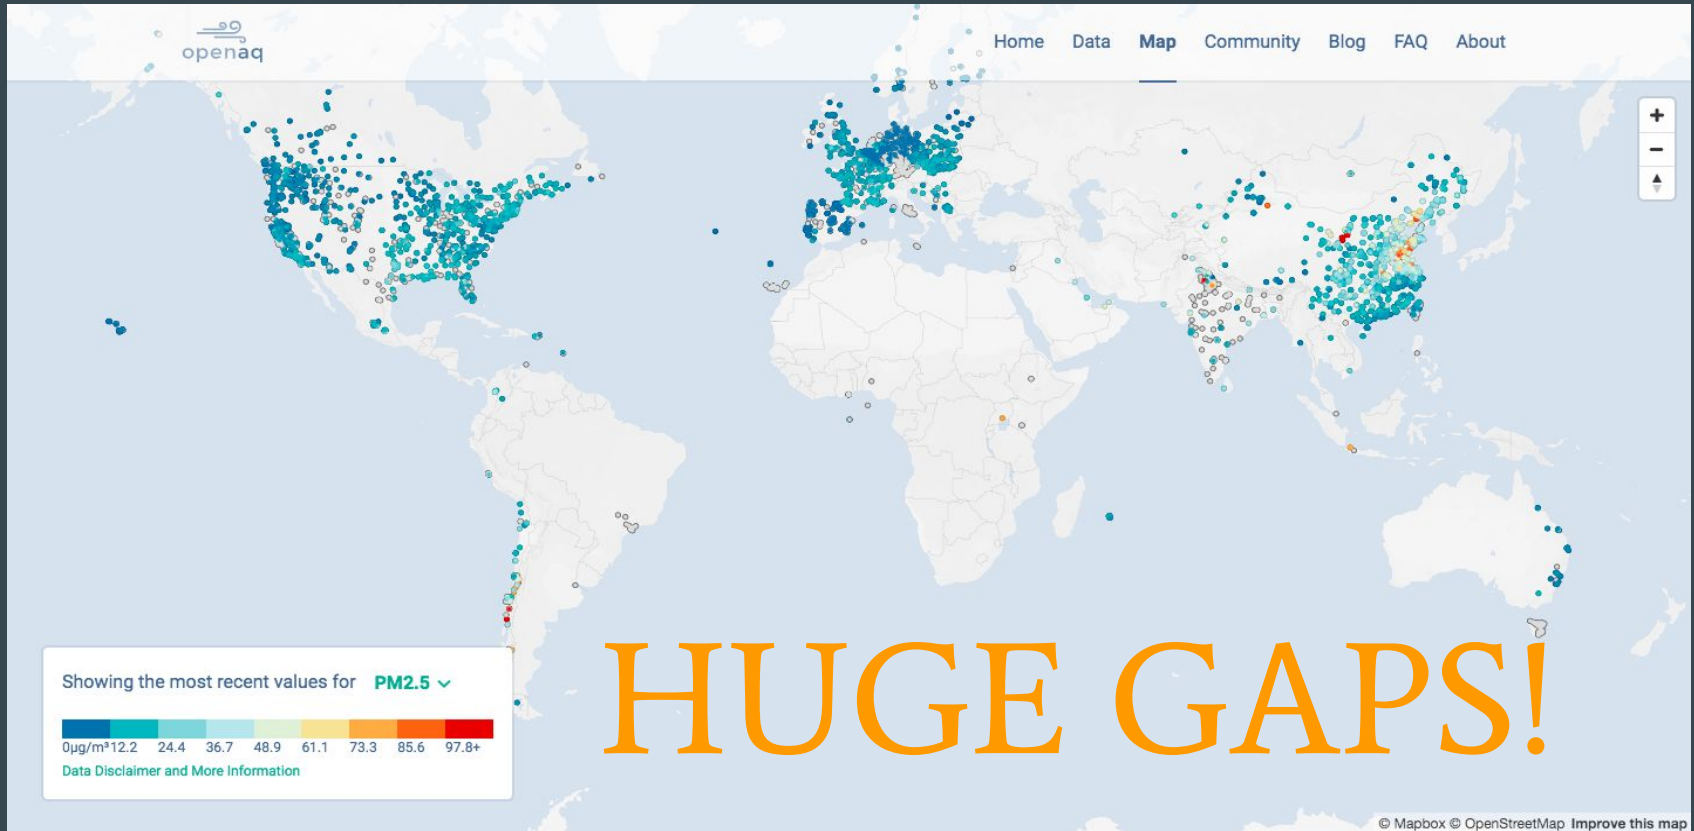 openaq
Home Data Map Community Blog FAQ About
HUGE GAPS!
Showing the most recent values for PM2.5
0µg/m³ 12.2 24.4 36.7 48.9 61.1 73.3 85.6 97.8+
Data Disclaimer and More Information
© Mapbox © OpenStreetMap Improve this map